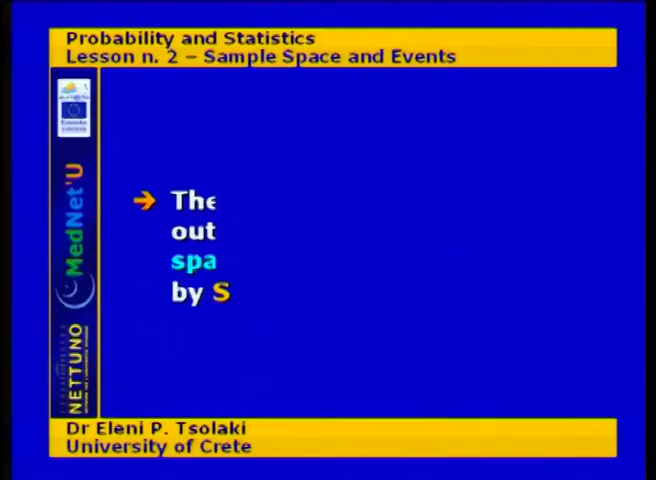 Probability and Statistics
Lesson n. 2 – Sample Space and Events
MedNet'U
NETTUNO
The
out
spa
by S
Dr Eleni P. Tsolaki
University of Crete